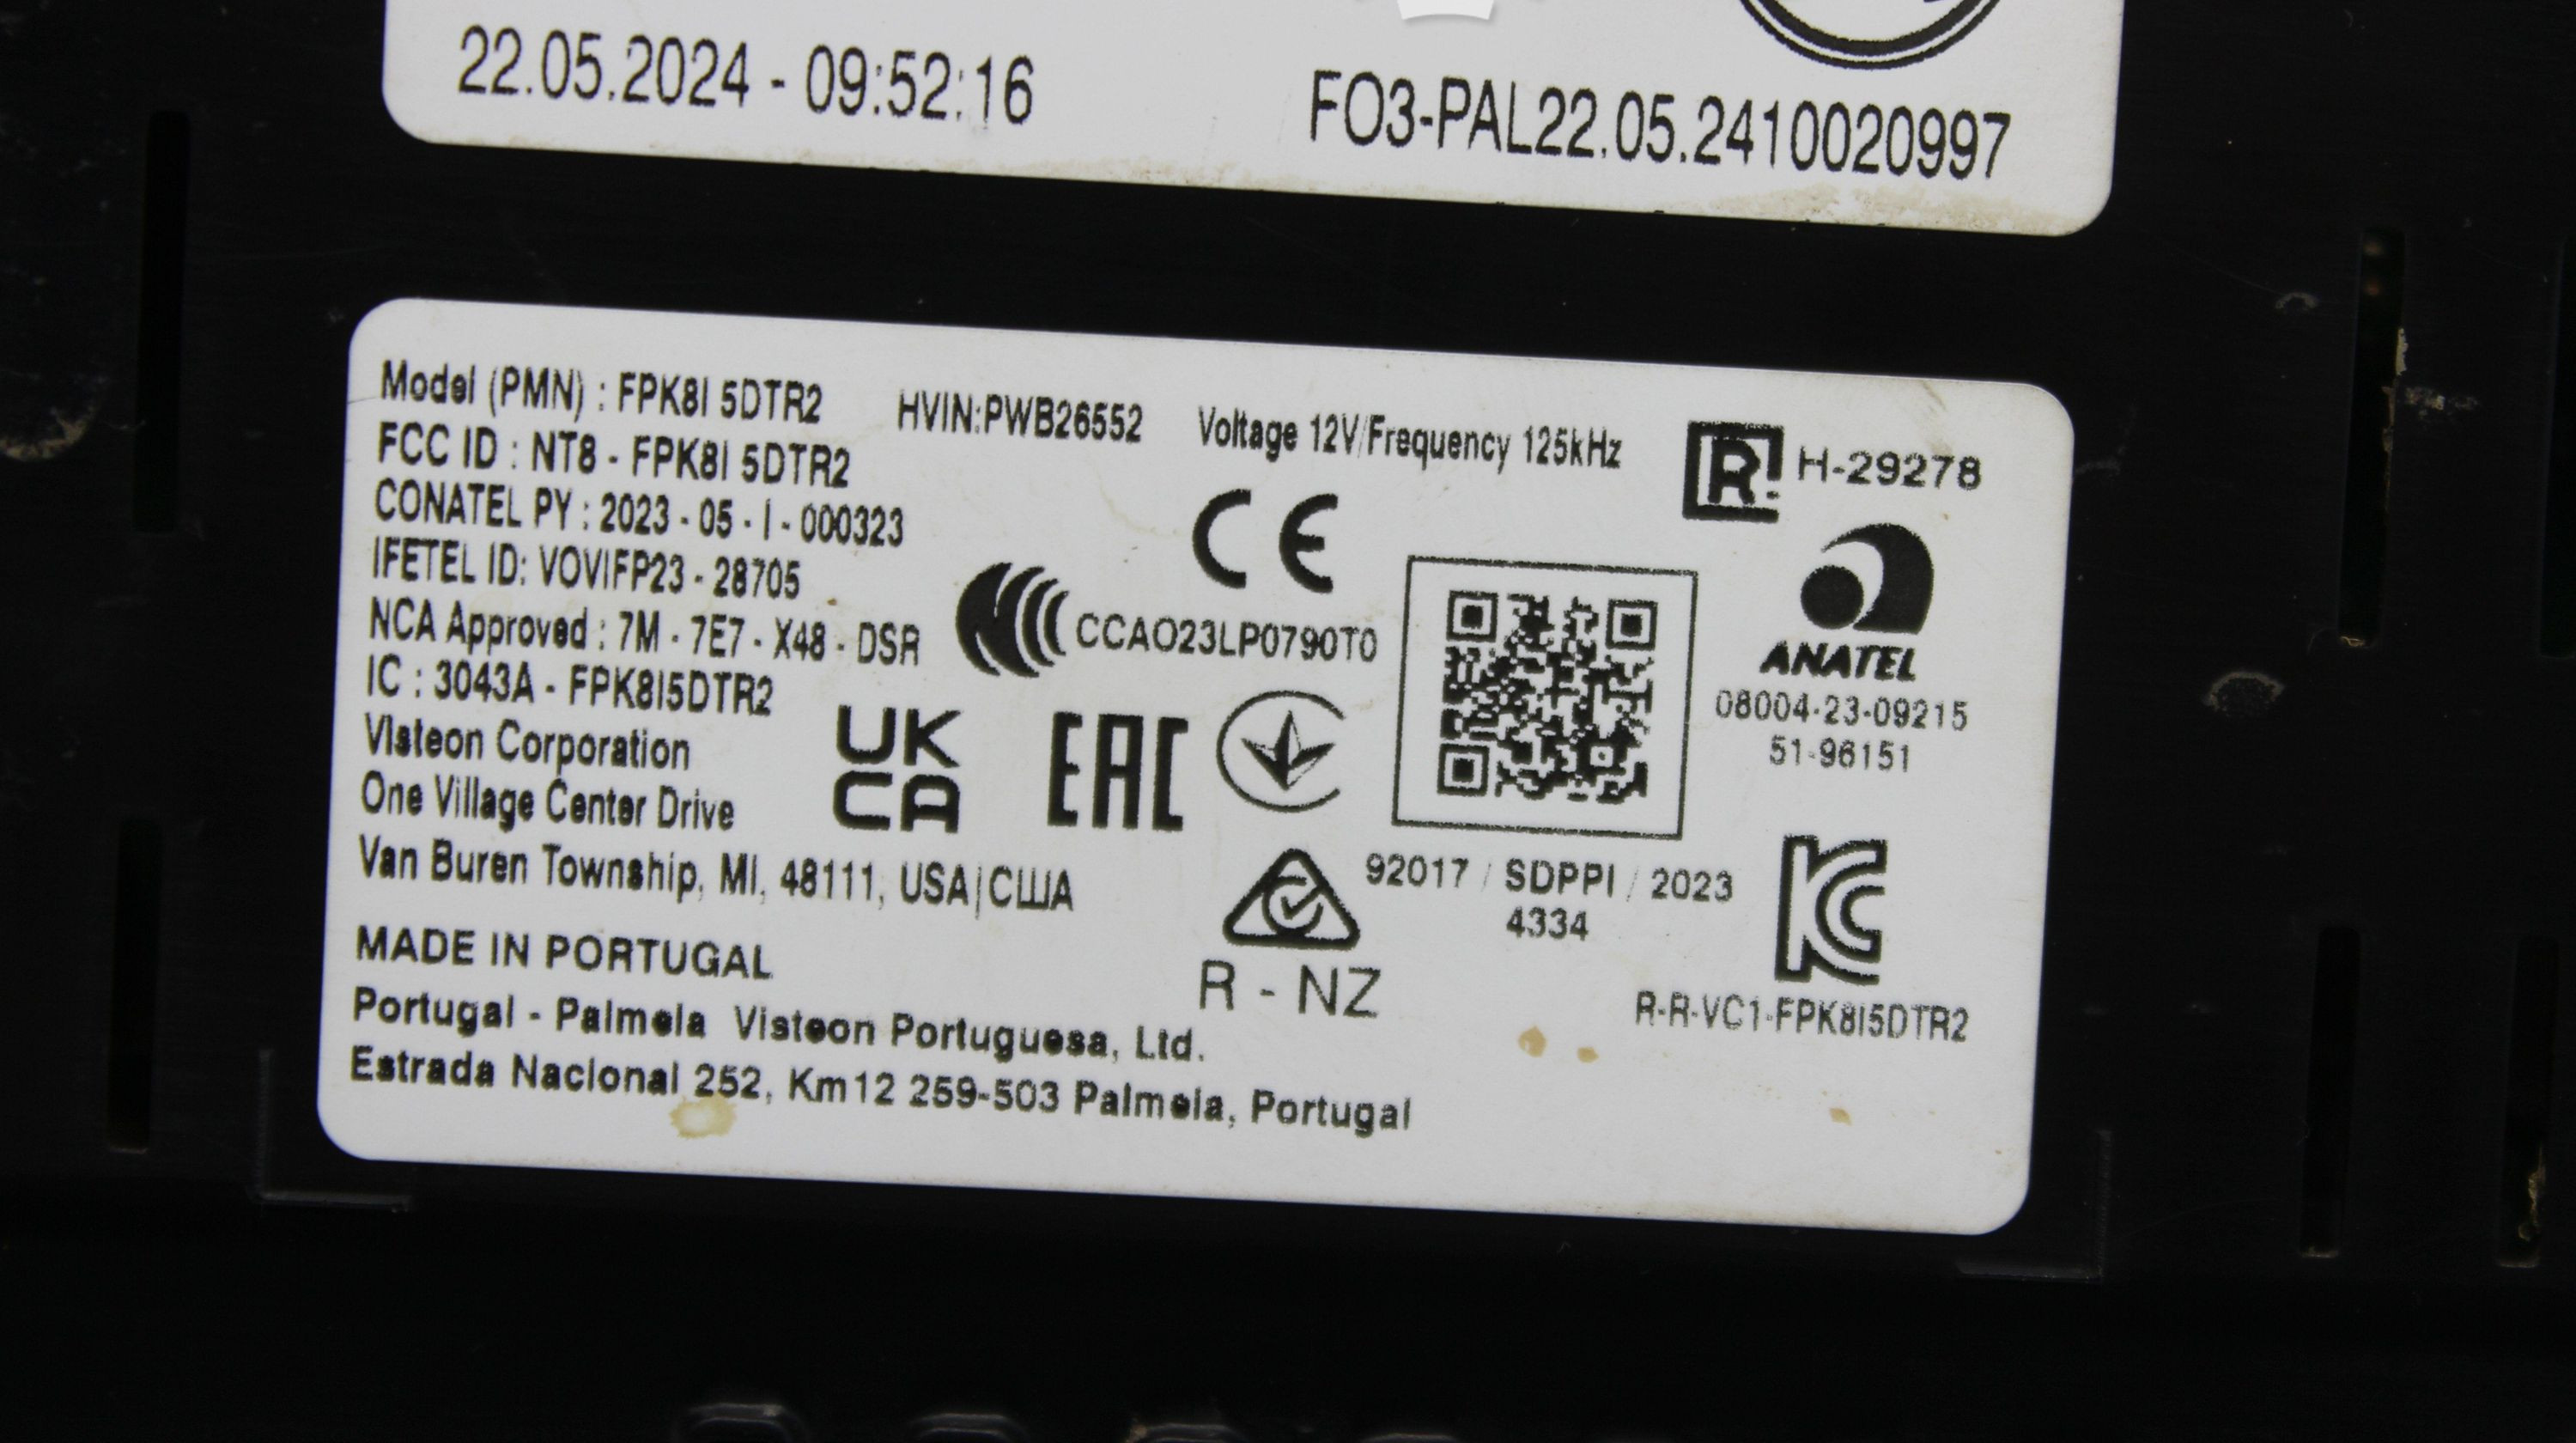 22.05.2024 - 09:52:16
FO3-PAL22.05.2410020997
Model (PMN) : FPK8I 5DTR2 HVIN:PWB26552 Voltage 12V/Frequency 125kHz
R H-29278
FCC ID : NT8 - FPK8I 5DTR2
CONATEL PY : 2023 - 05 - I - 000323
CE
IFETEL ID: VOVIFP23 - 28705
NCA Approved : 7M - 7E7 - X48 - DSR
CCAO23LP0790T0
ANATEL
08004-23-09215
51-96151
IC : 3043A - FPK8I5DTR2
Visteon Corporation
One Village Center Drive
Van Buren Township, MI, 48111, USA|США
UK
CA
EAC
92017 / SDPPI / 2023
4334
KC
R-R-VC1-FPK8I5DTR2
R - NZ
MADE IN PORTUGAL
Portugal - Palmela Visteon Portuguesa, Ltd.
Estrada Nacional 252, Km12 259-503 Palmela, Portugal